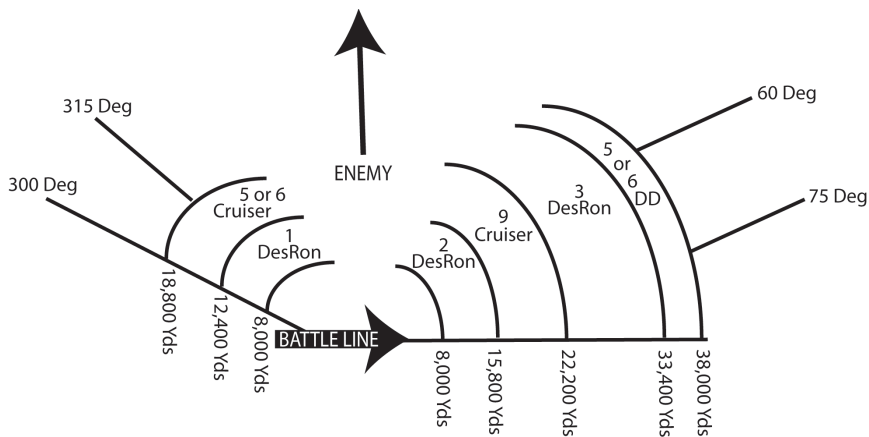 315 Deg
300 Deg
5 or 6
Cruiser
1
DesRon
ENEMY
2
DesRon
9
Cruiser
3
DesRon
5
or
6
DD
60 Deg
75 Deg
BATTLE LINE
18,800 Yds
12,400 Yds
8,000 Yds
8,000 Yds
15,800 Yds
22,200 Yds
33,400 Yds
38,000 Yds